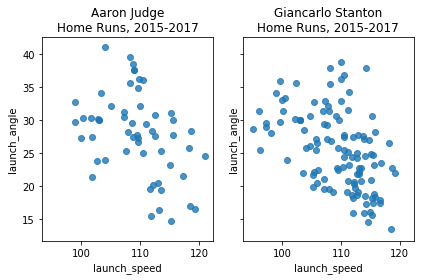 Aaron Judge
Home Runs, 2015-2017
Giancarlo Stanton
Home Runs, 2015-2017
launch_angle
40
35
30
25
20
15
100
110
120
launch_speed
launch_angle
100
110
120
launch_speed